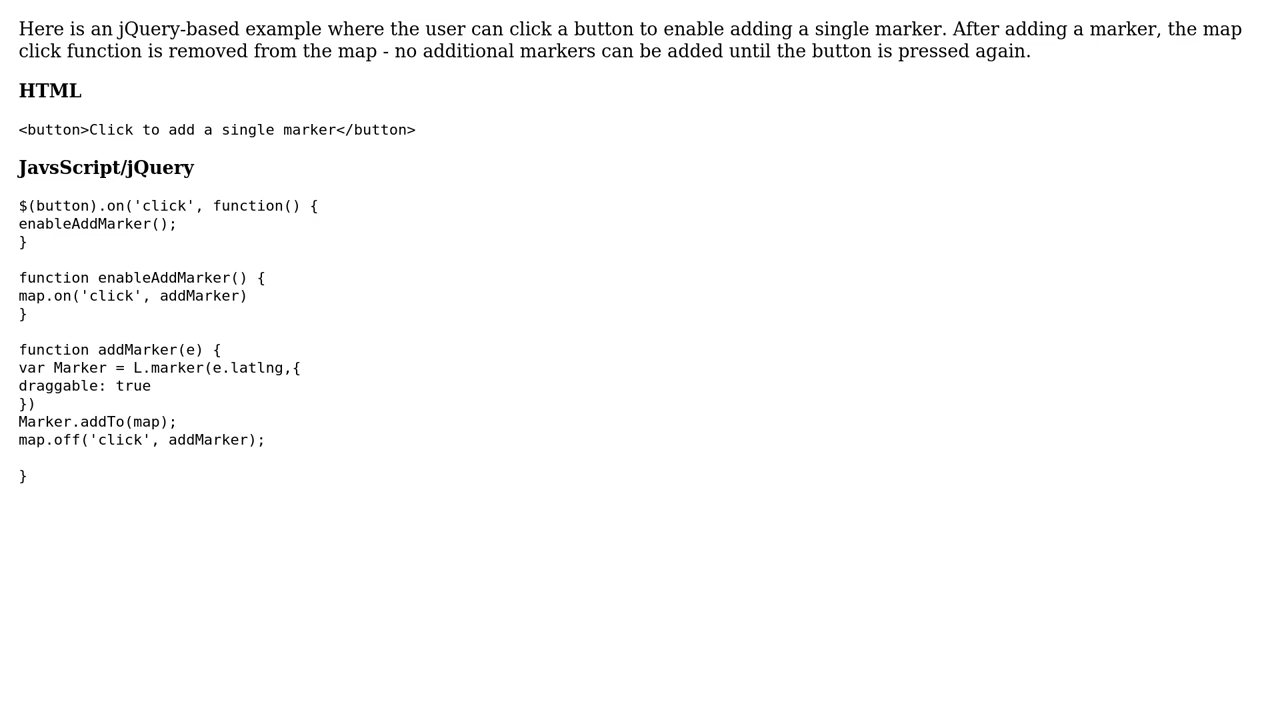 Here is an jQuery-based example where the user can click a button to enable adding a single marker. After adding a marker, the map
click function is removed from the map - no additional markers can be added until the button is pressed again.
HTML
<button>Click to add a single marker</button>
JavsScript/jQuery
$(button).on('click', function() {
enableAddMarker();
}
function enableAddMarker() {
map.on('click', addMarker)
}
function addMarker(e) {
var Marker = L.marker(e.latlng,{
draggable: true
})
Marker.addTo(map);
map.off('click', addMarker);
}